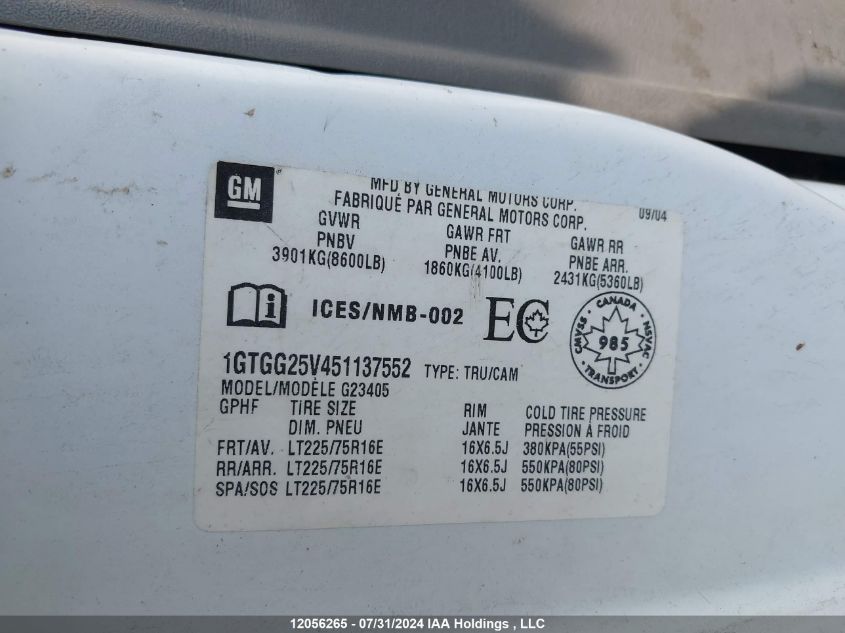 GM
MFD BY GENERAL MOTORS CORP.
FABRIQUÉ PAR GENERAL MOTORS CORP.
09/04
GVWR GAWR FRT GAWR RR
PNBV PNBE AV. PNBE ARR.
3901KG(8600LB) 1860KG(4100LB) 2431KG(5360LB)
i ICES/NMB-002 EC
CANADA
CMVSS 985 NSVAC
TRANSPORT
1GTGG25V451137552 TYPE: TRU/CAM
MODEL/MODÈLE G23405
GPHF TIRE SIZE RIM COLD TIRE PRESSURE
DIM. PNEU JANTE PRESSION À FROID
FRT/AV. LT225/75R16E 16X6.5J 380KPA(55PSI)
RR/ARR. LT225/75R16E 16X6.5J 550KPA(80PSI)
SPA/SOS LT225/75R16E 16X6.5J 550KPA(80PSI)
12056265 - 07/31/2024 IAA Holdings , LLC